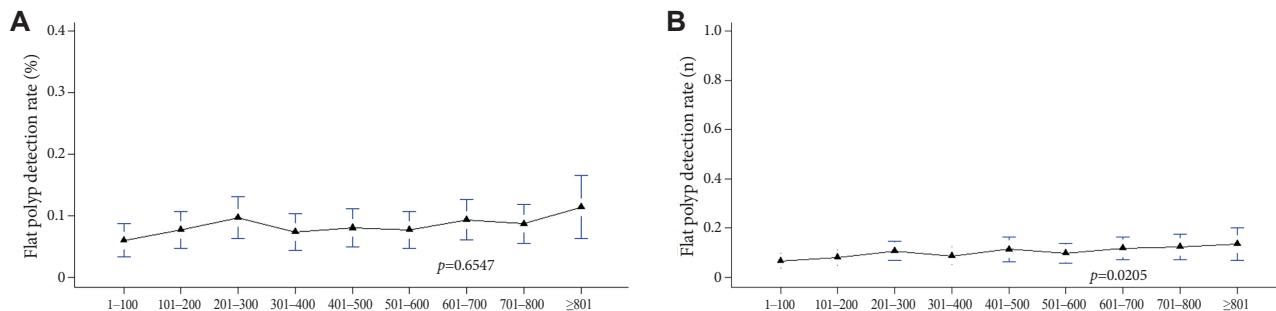 A
Flat polyp detection rate (%)
0.4
0.3
0.2
0.1
0
p=0.6547
1–100 101–200 201–300 301–400 401–500 501–600 601–700 701–800 ≥801
B
Flat polyp detection rate (n)
1.0
0.8
0.6
0.4
0.2
0
p=0.0205
1–100 101–200 201–300 301–400 401–500 501–600 601–700 701–800 ≥801